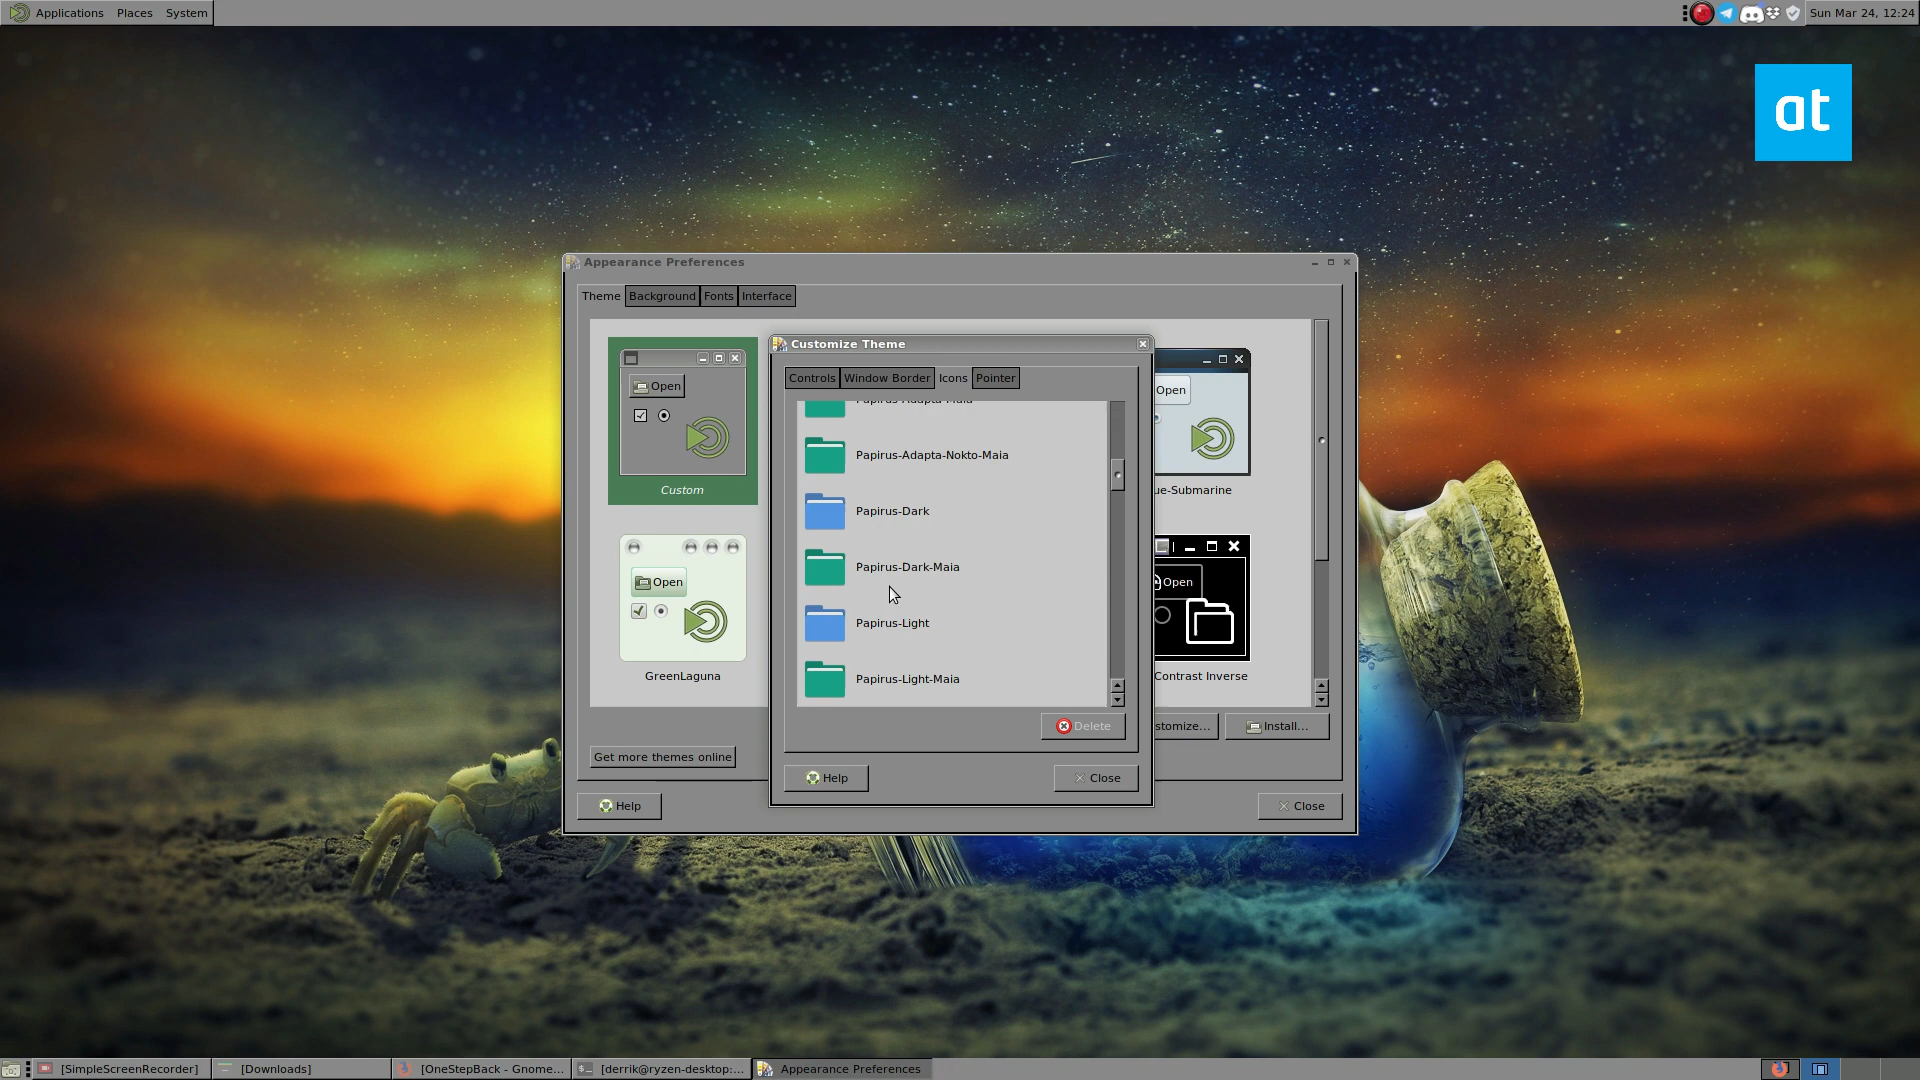 Applications Places System
Sun Mar 24, 12:24
at
Appearance Preferences
Theme Background Fonts Interface
Customize Theme
Controls Window Border Icons Pointer
Open
Open
Papirus-Adapta-Maia
Papirus-Adapta-Nokto-Maia
Custom
ue-Submarine
Papirus-Dark
Papirus-Dark-Maia
Open
Open
Papirus-Light
GreenLaguna
Papirus-Light-Maia
Contrast Inverse
Delete
stomize...
Install...
Get more themes online
Help
Close
Help
Close
[SimpleScreenRecorder]
[Downloads]
[OneStepBack - Gnome...
[derrik@ryzen-desktop:...
Appearance Preferences